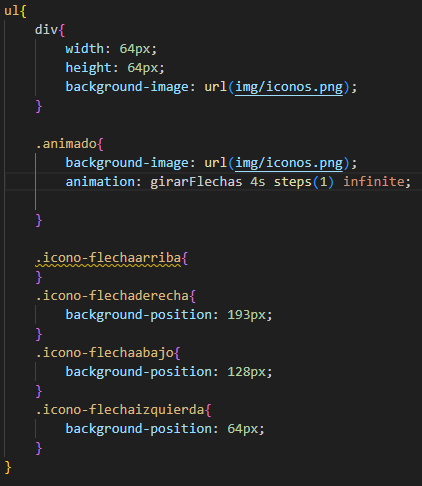 ul{
div{
width: 64px;
height: 64px;
background-image: url(img/iconos.png);
}
.animado{
background-image: url(img/iconos.png);
animation: girarFlechas 4s steps(1) infinite;
}
.icono-flechaarriba{
}
.icono-flechaderecha{
background-position: 193px;
}
.icono-flechaabajo{
background-position: 128px;
}
.icono-flechaizquierda{
background-position: 64px;
}
}